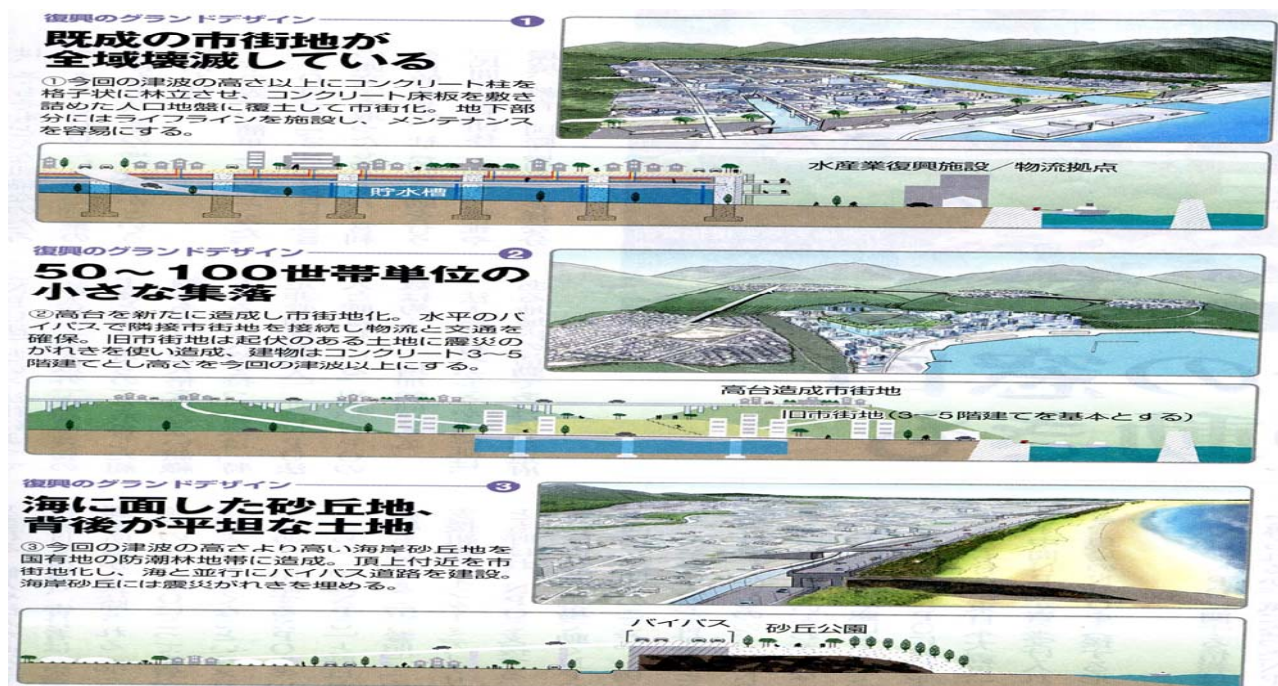 復興のグランドデザイン
1
既成の市街地が
全域壊滅している
①今回の津波の高さ以上にコンクリート柱を
格子状に林立させ、コンクリート床板を敷き
詰めた人口地盤に覆土して市街化。地下部
分にはライフラインを施設し、メンテナンス
を容易にする。
水産業復興施設/物流拠点
貯水槽
復興のグランドデザイン
2
50~100世帯単位の
小さな集落
②高台を新たに造成し市街地化。水平のバ
イパスで隣接市街地を接続し物流と交通を
確保。旧市街地は起伏のある土地に震災の
がれきを使い造成、建物はコンクリート3~5
階建てとし高さを今回の津波以上にする。
高台造成市街地
旧市街地(3~5階建てを基本とする)
復興のグランドデザイン
3
海に面した砂丘地、
背後が平坦な土地
③今回の津波の高さより高い海岸砂丘地を
国有地の防潮林地帯に造成。頂上付近を市
街地化し、海と並行にバイパス道路を建設。
海岸砂丘には震災がれきを埋める。
バイパス
砂丘公園